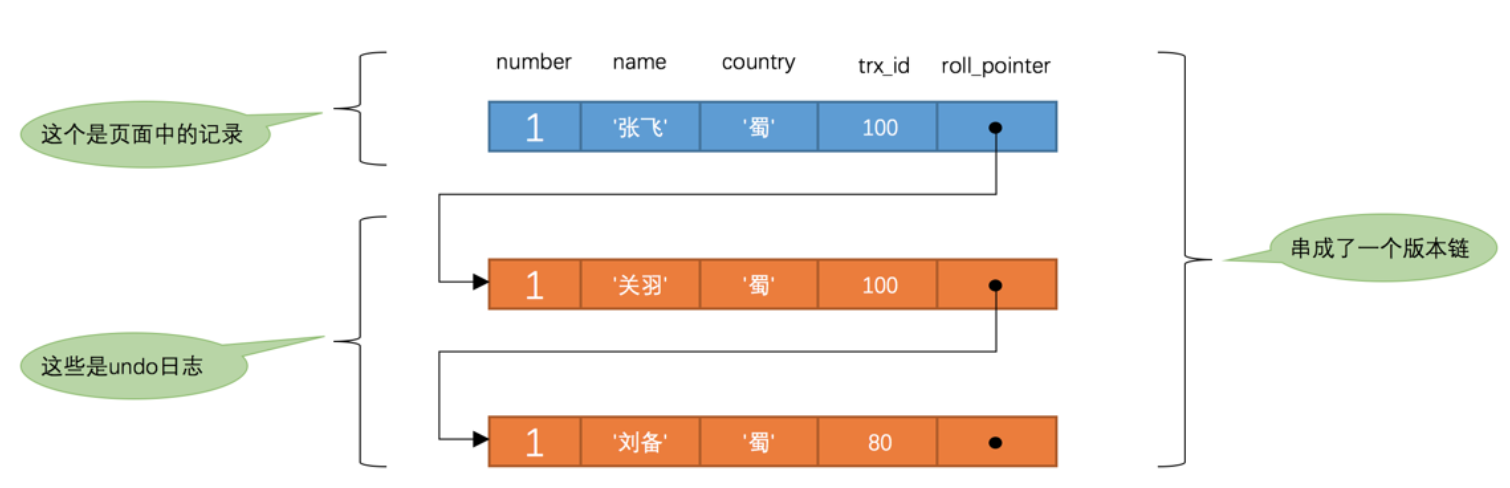 number name country trx_id roll_pointer
这个是页面中的记录
1 '张飞' '蜀' 100
串成了一个版本链
1 '关羽' '蜀' 100
这些是undo日志
1 '刘备' '蜀' 80